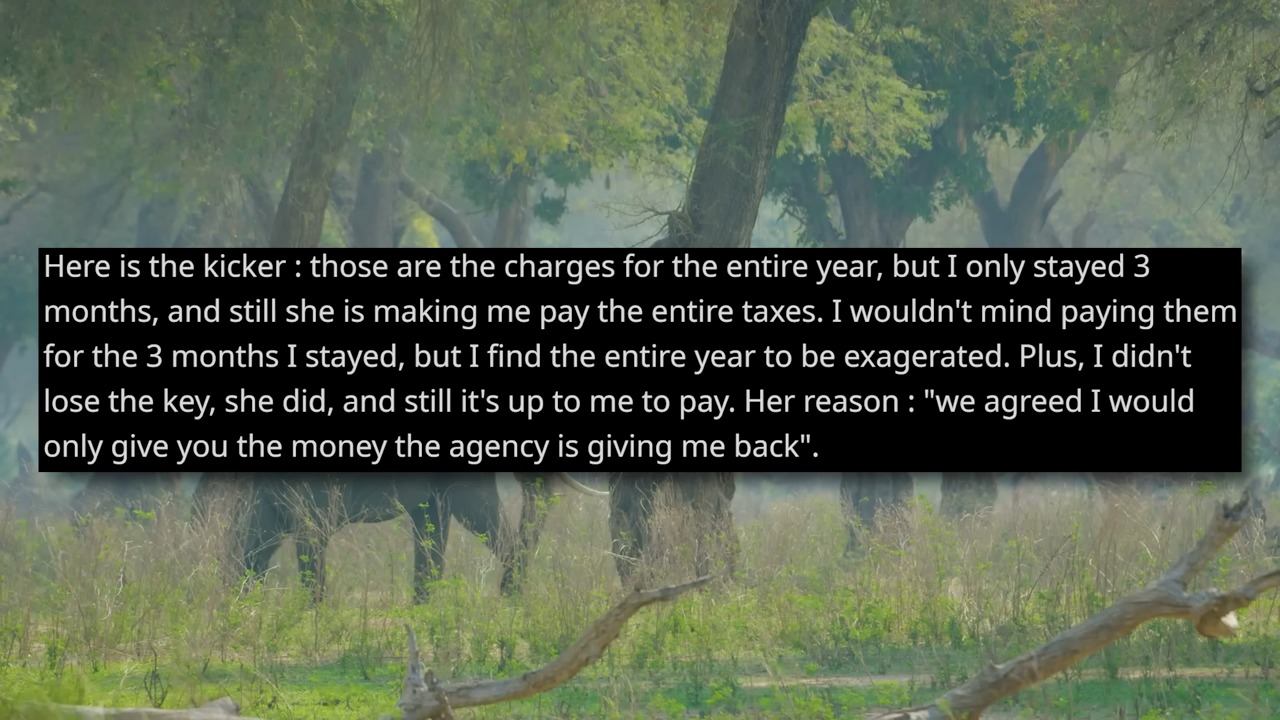 Here is the kicker : those are the charges for the entire year, but I only stayed 3
months, and still she is making me pay the entire taxes. I wouldn't mind paying them
for the 3 months I stayed, but I find the entire year to be exagerated. Plus, I didn't
lose the key, she did, and still it's up to me to pay. Her reason : "we agreed I would
only give you the money the agency is giving me back".